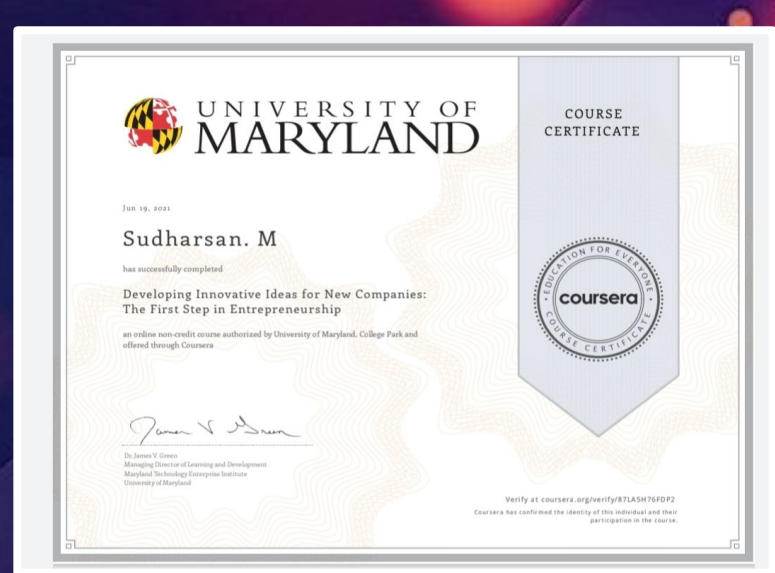 UNIVERSITY OF
MARYLAND
COURSE
CERTIFICATE
Jun 19, 2021
Sudharsan. M
has successfully completed
Developing Innovative Ideas for New Companies:
The First Step in Entrepreneurship
an online non-credit course authorized by University of Maryland, College Park and
offered through Coursera
EDUCATION FOR EVERYONE
coursera
COURSE CERTIFICATE
James V Green
Dr. James V. Green
Managing Director of Learning and Development
Maryland Technology Enterprise Institute
University of Maryland
Verify at coursera.org/verify/87LA5H76FDP2
Coursera has confirmed the identity of this individual and their
participation in the course.